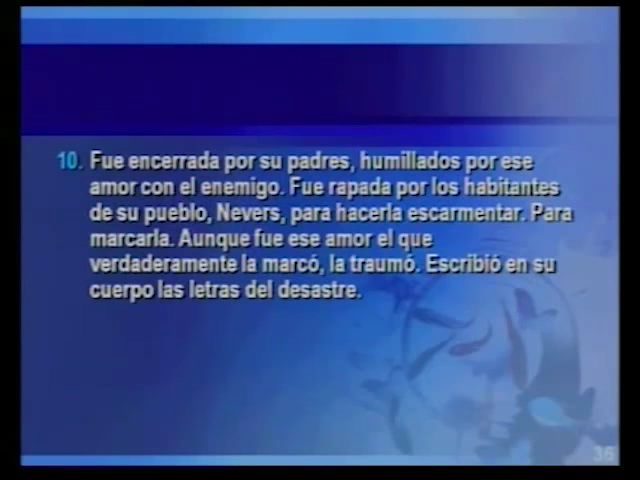 10. Fue encerrada por su padres, humillados por ese
amor con el enemigo. Fue rapada por los habitantes
de su pueblo, Nevers, para hacerla escarmentar. Para
marcarla. Aunque fue ese amor el que
verdaderamente la marcó, la traumó. Escribió en su
cuerpo las letras del desastre.
36